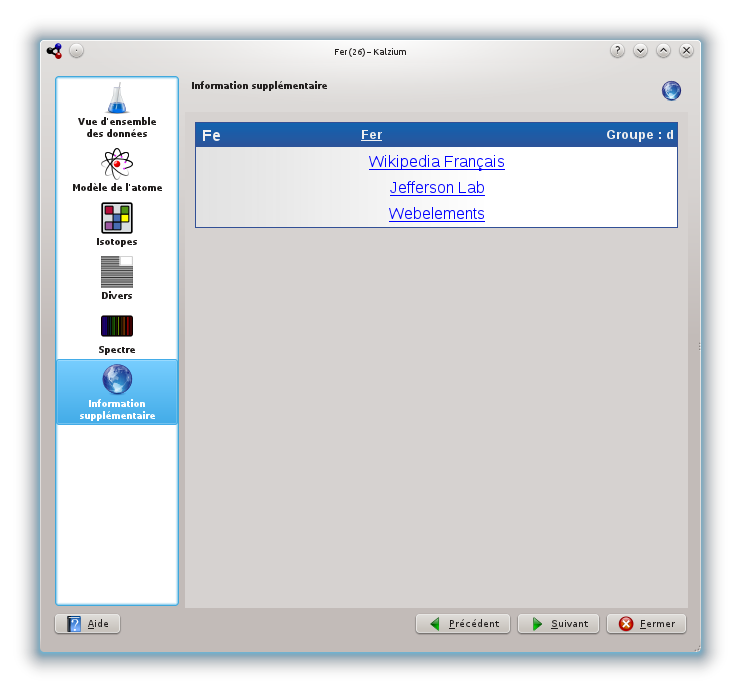 Fer (26) – Kalzium
Vue d'ensemble
des données
Modèle de l'atome
Isotopes
Divers
Spectre
Information
supplémentaire
Information supplémentaire
Fe Fer Groupe : d
Wikipedia Français
Jefferson Lab
Webelements
Aide Précédent Suivant Fermer